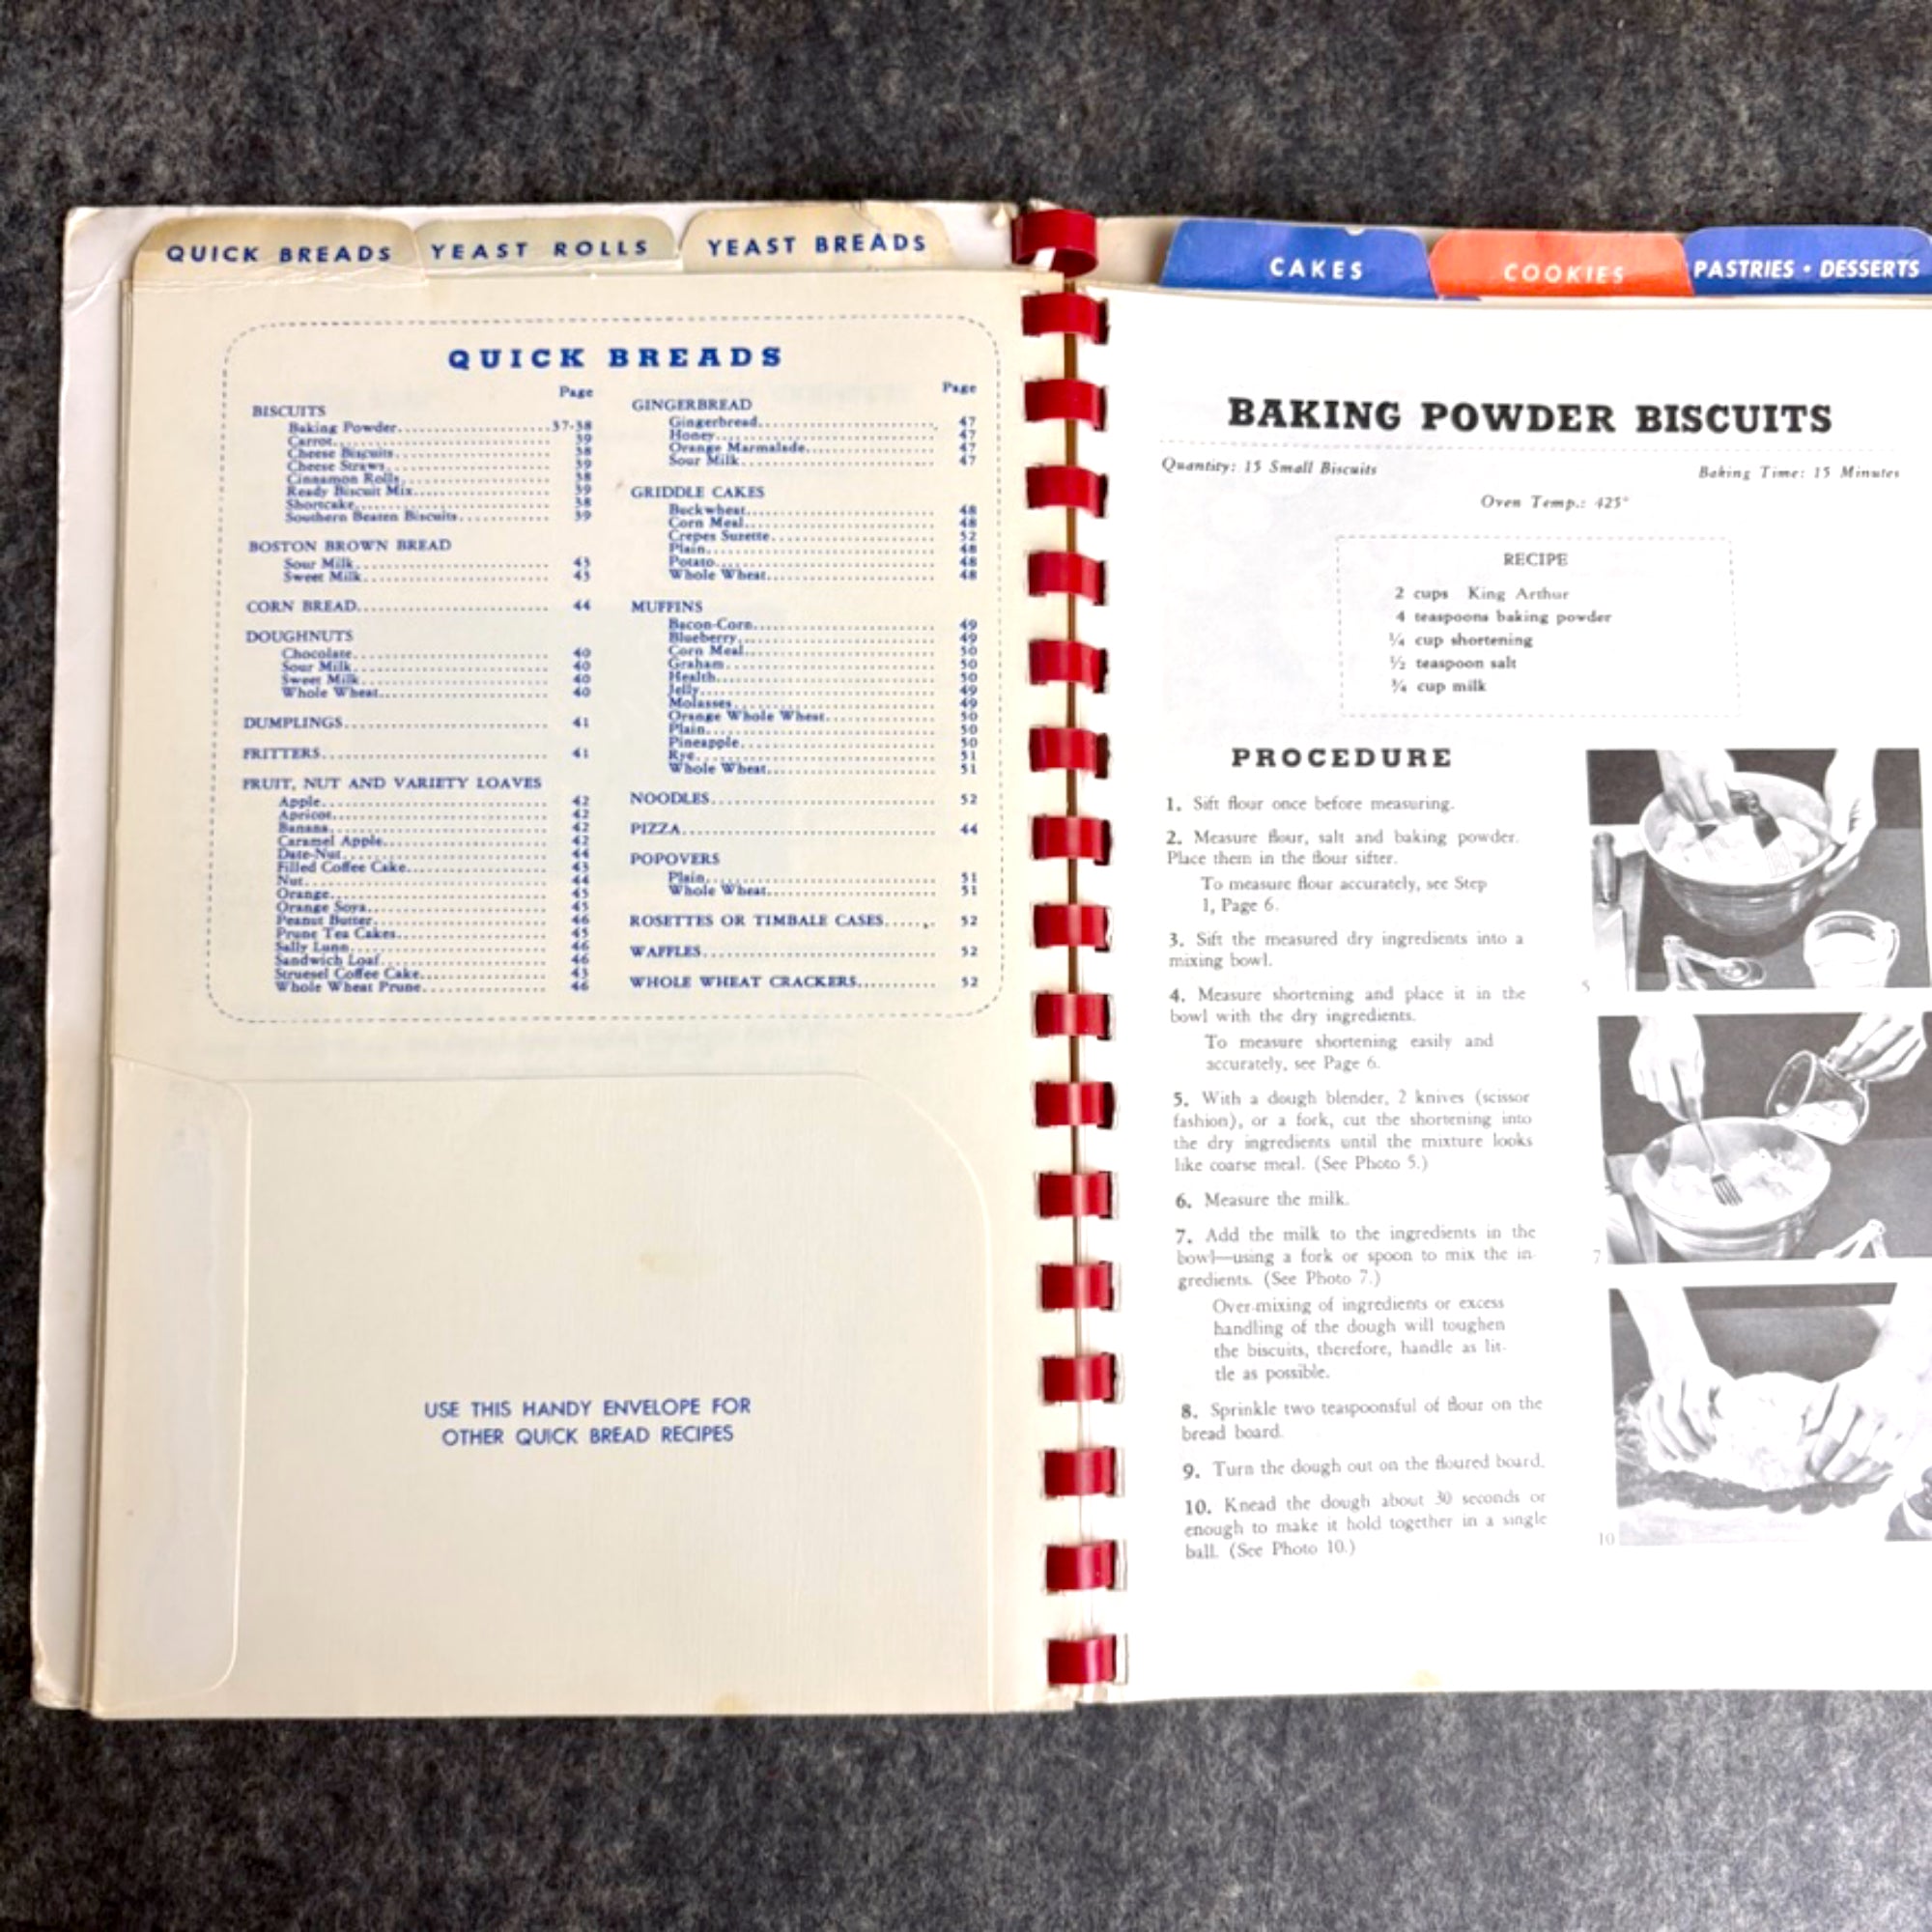 QUICK BREADS
YEAST ROLLS
YEAST BREADS
QUICK BREADS
Page
BISCUITS
Baking Powder 37-38
Carrot 39
Cheese Biscuits 38
Cheese Straws 39
Cinnamon Rolls 38
Ready Biscuit Mix 39
Shortcake 38
Southern Beaten Biscuits 39
BOSTON BROWN BREAD
Sour Milk 43
Sweet Milk 43
CORN BREAD 44
DOUGHNUTS
Chocolate 40
Sour Milk 40
Sweet Milk 40
Whole Wheat 40
DUMPLINGS 41
FRITTERS 41
FRUIT, NUT AND VARIETY LOAVES
Apple 42
Apricot 42
Banana 42
Caramel Apple 42
Date-Nut 44
Filled Coffee Cake 43
Nut 44
Orange 45
Orange Soya 45
Peanut Butter 46
Prune Tea Cakes 45
Sally Lunn 46
Sandwich Loaf 46
Struesel Coffee Cake 43
Whole Wheat Prune 46
Page
GINGERBREAD
Gingerbread 47
Honey 47
Orange Marmalade 47
Sour Milk 47
GRIDDLE CAKES
Buckwheat 48
Corn Meal 48
Crepes Suzette 52
Plain 48
Potato 48
Whole Wheat 48
MUFFINS
Bacon-Corn 49
Blueberry 49
Corn Meal 50
Graham 50
Health 50
Jelly 49
Molasses 49
Orange Whole Wheat 50
Plain 50
Pineapple 50
Rye 51
Whole Wheat 51
NOODLES 52
PIZZA 44
POPOVERS
Plain 51
Whole Wheat 51
ROSETTES OR TIMBALE CASES 52
WAFFLES 52
WHOLE WHEAT CRACKERS 52
USE THIS HANDY ENVELOPE FOR
OTHER QUICK BREAD RECIPES
CAKES
COOKIES
PASTRIES • DESSERTS
BAKING POWDER BISCUITS
Quantity: 15 Small Biscuits
Baking Time: 15 Minutes
Oven Temp.: 425°
RECIPE
2 cups King Arthur
4 teaspoons baking powder
¼ cup shortening
½ teaspoon salt
¾ cup milk
PROCEDURE
1. Sift flour once before measuring.
2. Measure flour, salt and baking powder.
Place them in the flour sifter.
To measure flour accurately, see Step
1, Page 6.
3. Sift the measured dry ingredients into a
mixing bowl.
4. Measure shortening and place it in the
bowl with the dry ingredients.
To measure shortening easily and
accurately, see Page 6.
5. With a dough blender, 2 knives (scissor
fashion), or a fork, cut the shortening into
the dry ingredients until the mixture looks
like coarse meal. (See Photo 5.)
6. Measure the milk.
7. Add the milk to the ingredients in the
bowl—using a fork or spoon to mix the in-
gredients. (See Photo 7.)
Over-mixing of ingredients or excess
handling of the dough will toughen
the biscuits, therefore, handle as lit-
tle as possible.
8. Sprinkle two teaspoonsful of flour on the
bread board.
9. Turn the dough out on the floured board.
10. Knead the dough about 30 seconds or
enough to make it hold together in a single
ball. (See Photo 10.)
5
7
10